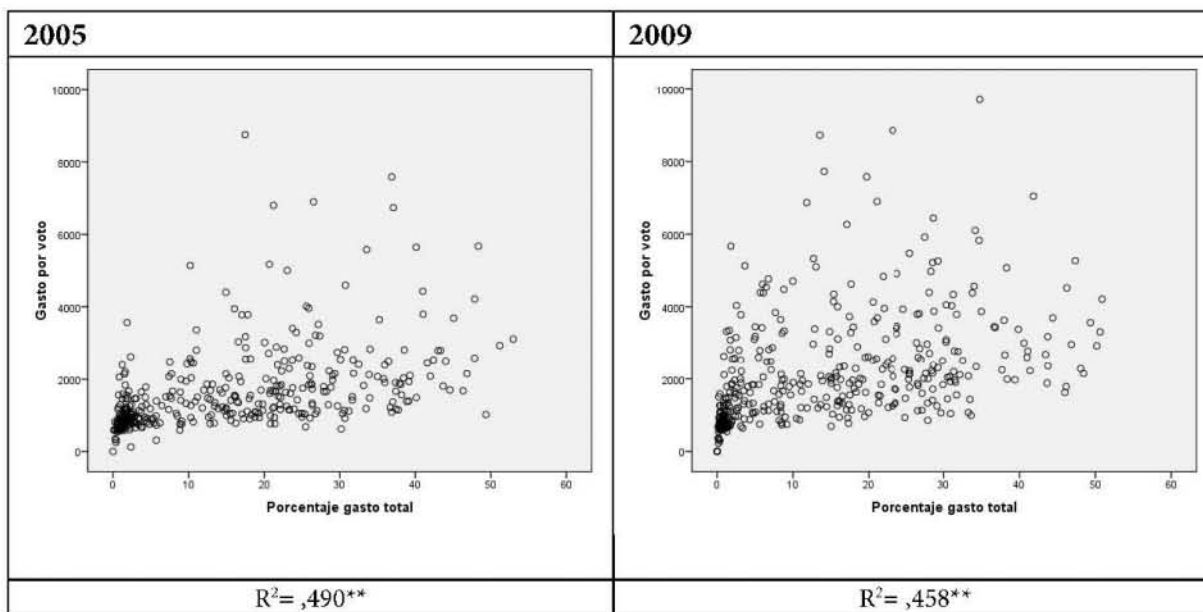 2005
2009
10000
8000
6000
4000
2000
0
Gasto por voto
0 10 20 30 40 50 60
Porcentaje gasto total
10000
8000
6000
4000
2000
0
Gasto por voto
0 10 20 30 40 50 60
Porcentaje gasto total
R²= ,490**
R²= ,458**